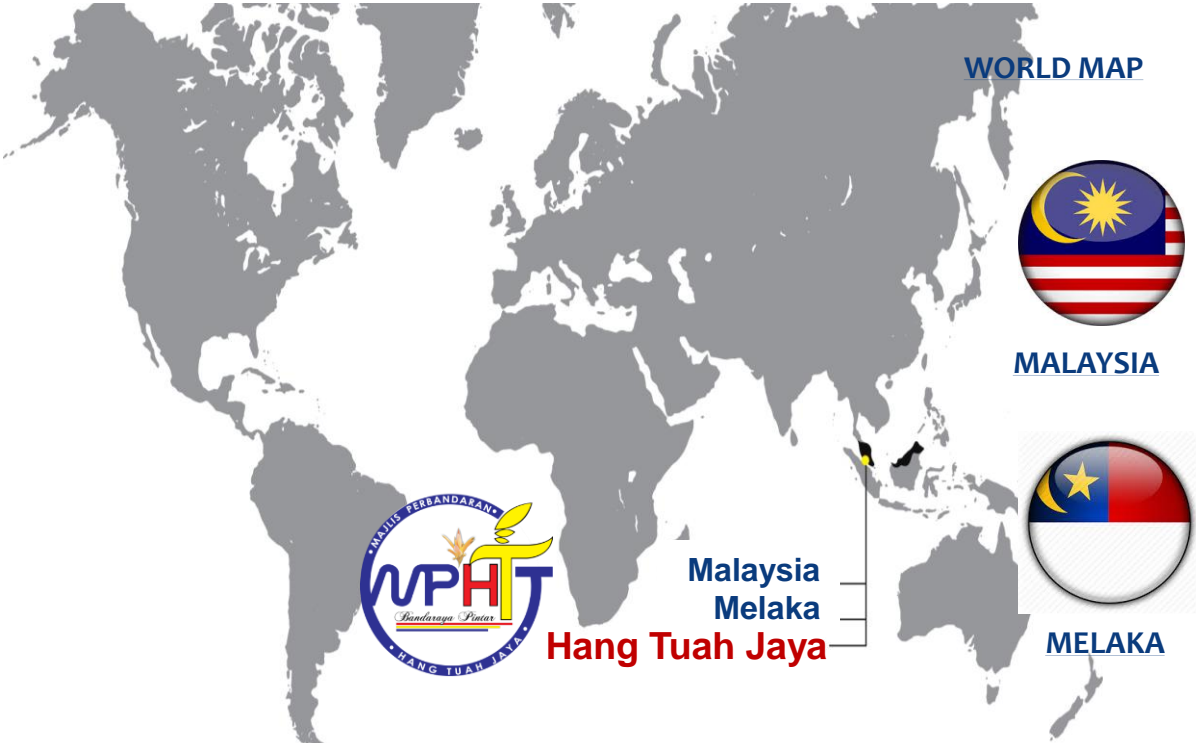 WORLD MAP
MALAYSIA
• MAJLIS PERBANDARAN •
MPHTJ
Bandaraya Pintar
• HANG TUAH JAYA •
Malaysia
Melaka
Hang Tuah Jaya
MELAKA